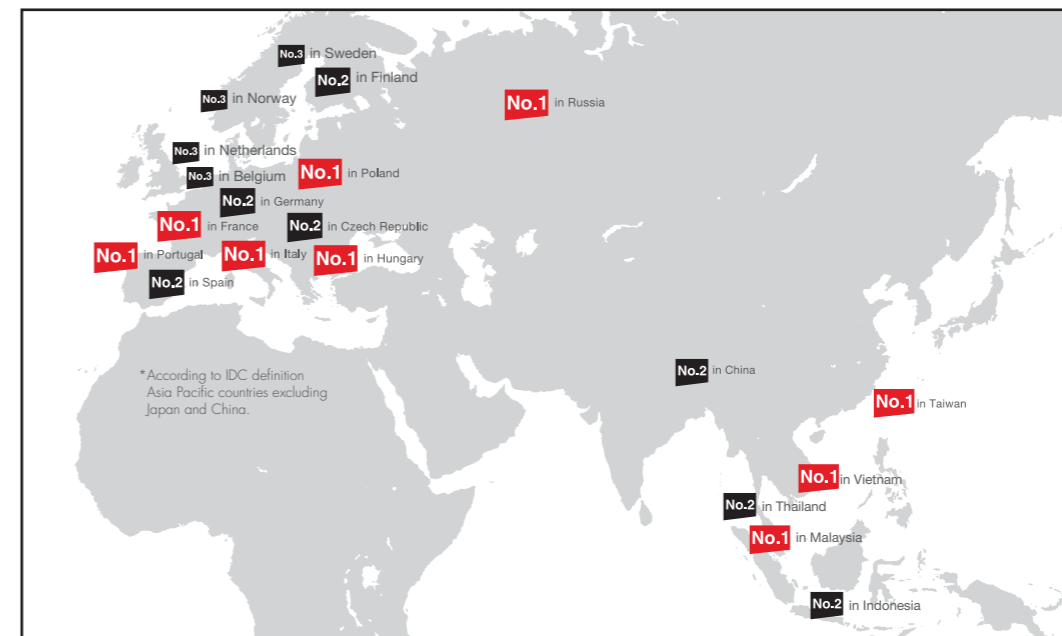 No.3 in Sweden
No.2 in Finland
No.3 in Norway
No.1 in Russia
No.3 in Netherlands
No.3 in Belgium
No.1 in Poland
No.2 in Germany
No.1 in France
No.2 in Czech Republic
No.1 in Portugal
No.1 in Italy
No.1 in Hungary
No.2 in Spain
*According to IDC definition
Asia Pacific countries excluding
Japan and China.
No.2 in China
No.1 in Taiwan
No.1 in Vietnam
No.2 in Thailand
No.1 in Malaysia
No.2 in Indonesia